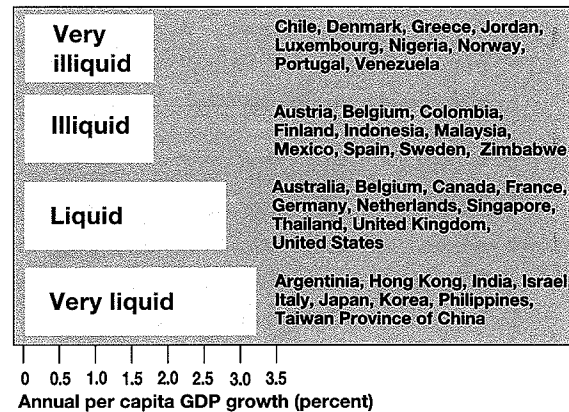 Very
illiquid
Chile, Denmark, Greece, Jordan,
Luxembourg, Nigeria, Norway,
Portugal, Venezuela
Illiquid
Austria, Belgium, Colombia,
Finland, Indonesia, Malaysia,
Mexico, Spain, Sweden, Zimbabwe
Liquid
Australia, Belgium, Canada, France,
Germany, Netherlands, Singapore,
Thailand, United Kingdom,
United States
Very liquid
Argentinia, Hong Kong, India, Israel
Italy, Japan, Korea, Philippines,
Taiwan Province of China
0 0.5 1.0 1.5 2.0 2.5 3.0 3.5
Annual per capita GDP growth (percent)